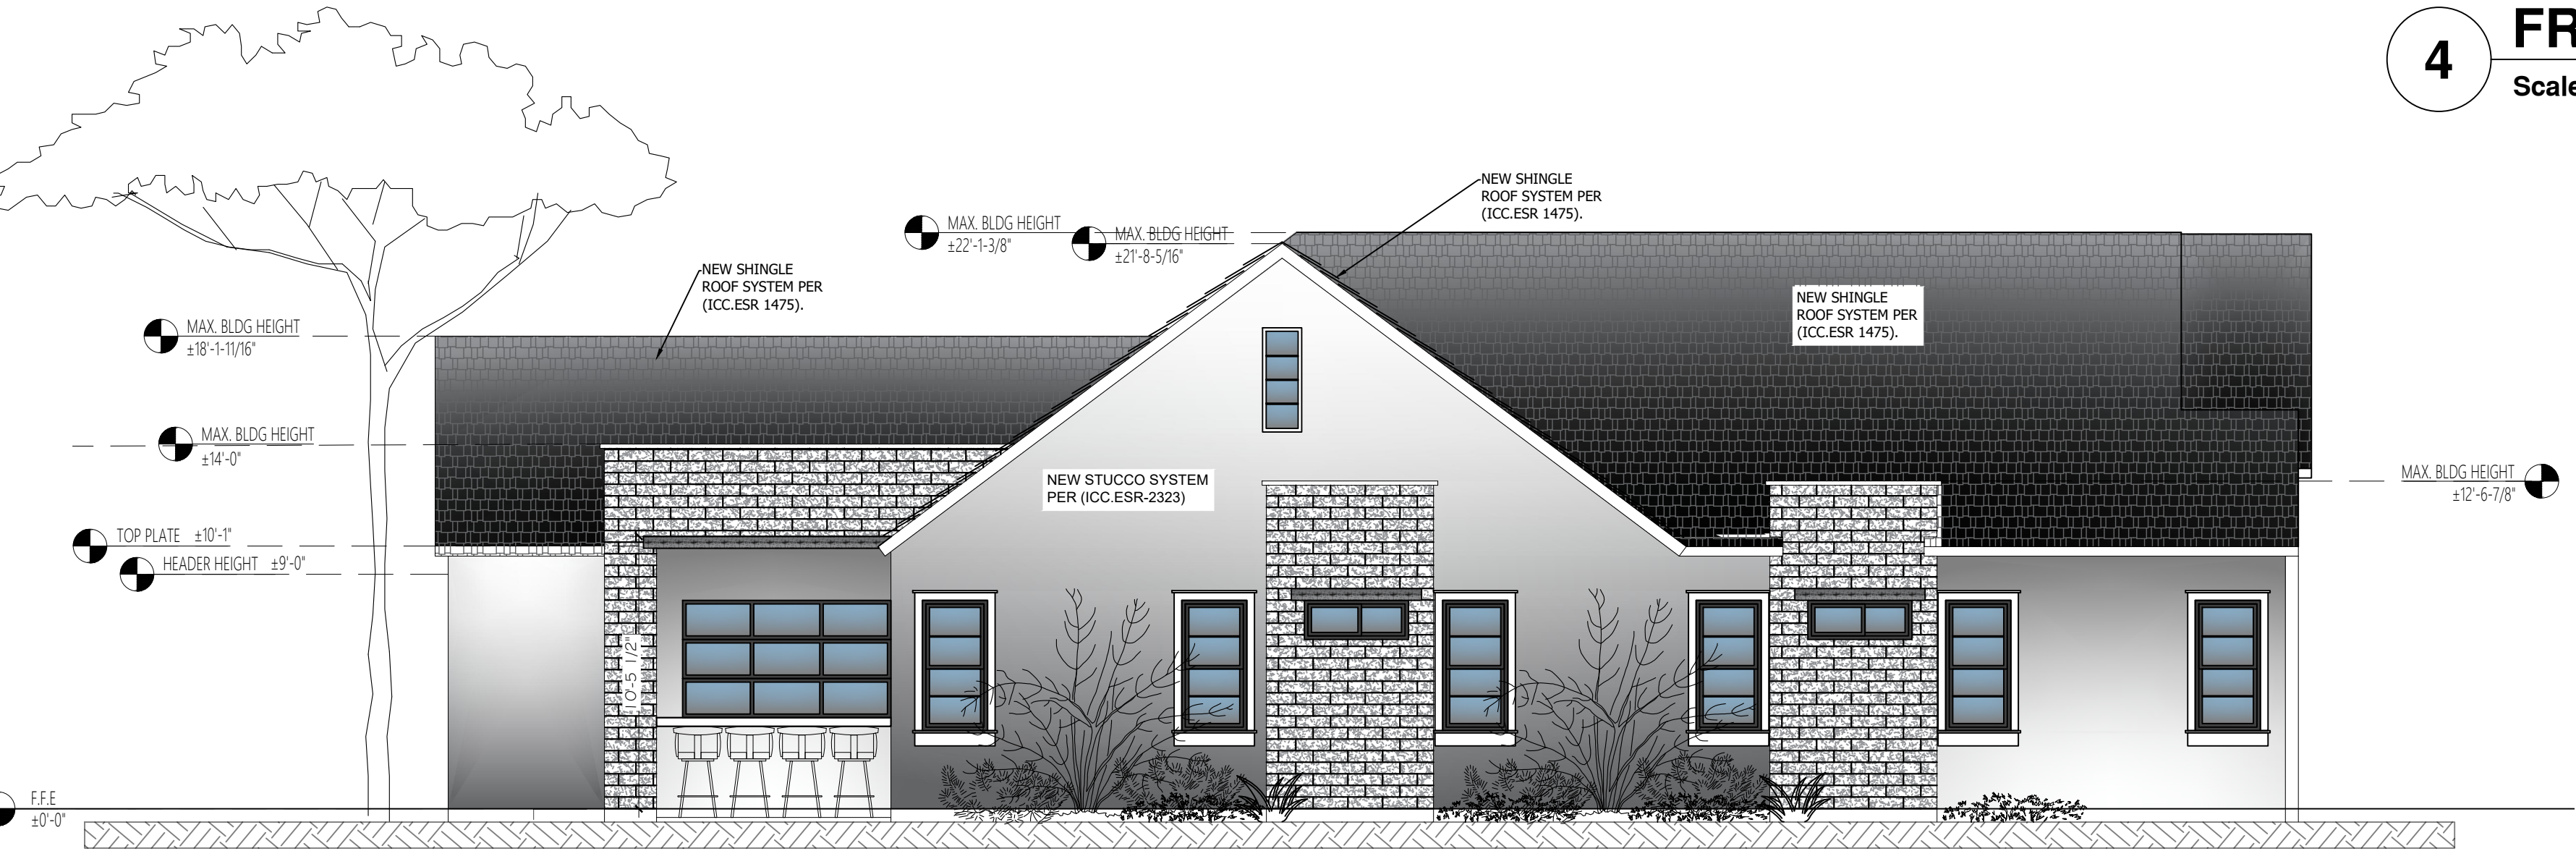 4
FR
Scale
NEW SHINGLE
ROOF SYSTEM PER
(ICC.ESR 1475).
MAX. BLDG HEIGHT
±22'-1-3/8"
MAX. BLDG HEIGHT
±21'-8-5/16"
NEW SHINGLE
ROOF SYSTEM PER
(ICC.ESR 1475).
NEW SHINGLE
ROOF SYSTEM PER
(ICC.ESR 1475).
MAX. BLDG HEIGHT
±18'-1-11/16"
MAX. BLDG HEIGHT
±14'-0"
NEW STUCCO SYSTEM
PER (ICC.ESR-2323)
MAX. BLDG HEIGHT
±12'-6-7/8"
TOP PLATE ±10'-1"
HEADER HEIGHT ±9'-0"
10'-5 1/2"
F.F.E
±0'-0"